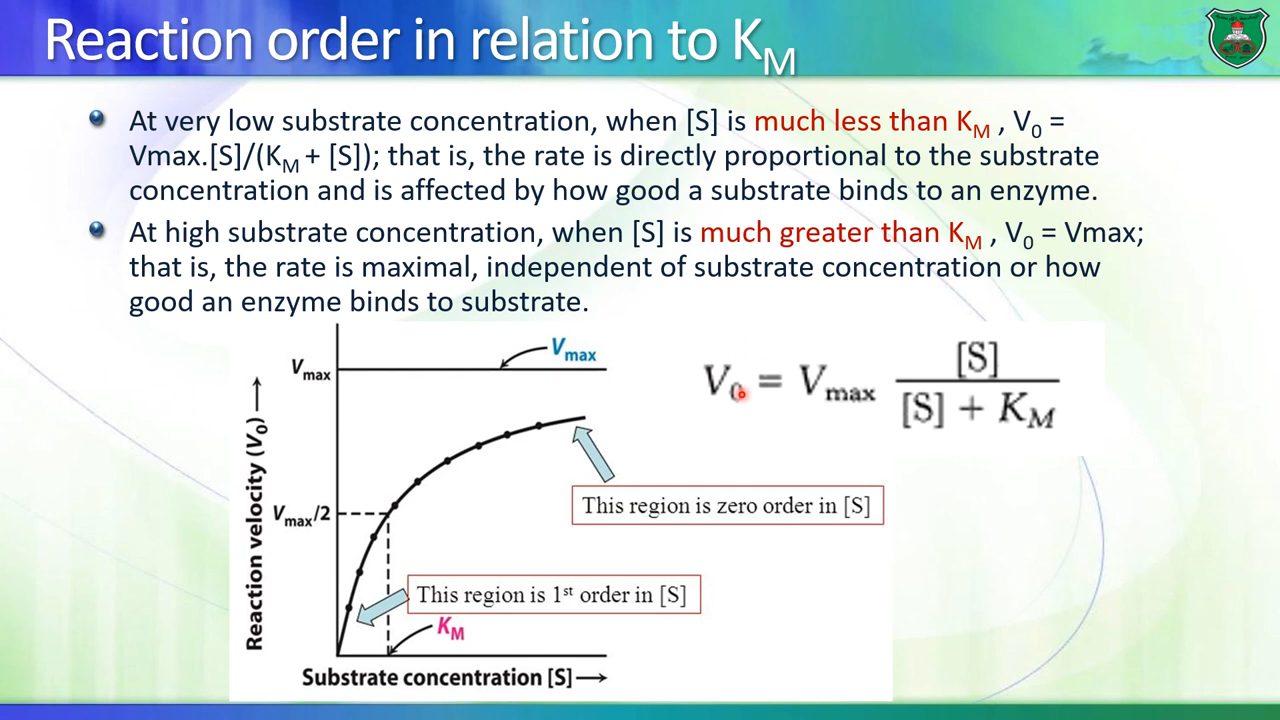 Reaction order in relation to K_M
At very low substrate concentration, when [S] is much less than K_M , V_0 =
Vmax.[S]/(K_M + [S]); that is, the rate is directly proportional to the substrate
concentration and is affected by how good a substrate binds to an enzyme.
At high substrate concentration, when [S] is much greater than K_M , V_0 = Vmax;
that is, the rate is maximal, independent of substrate concentration or how
good an enzyme binds to substrate.
V_max
V_max
Reaction velocity (V_0)
V_max/2
This region is zero order in [S]
This region is 1st order in [S]
K_M
Substrate concentration [S]
V_0 = V_max [S] / [S] + K_M